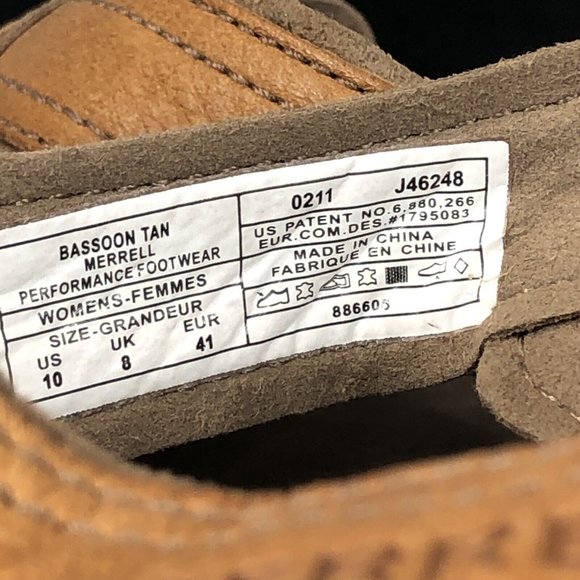 BASSOON TAN
MERRELL
PERFORMANCE FOOTWEAR
WOMENS-FEMMES
SIZE-GRANDEUR
US UK EUR
10 8 41
0211 J46248
US PATENT NO.6,860,266
EUR.COM.DES.#1795083
MADE IN CHINA
FABRIQUE EN CHINE
886605